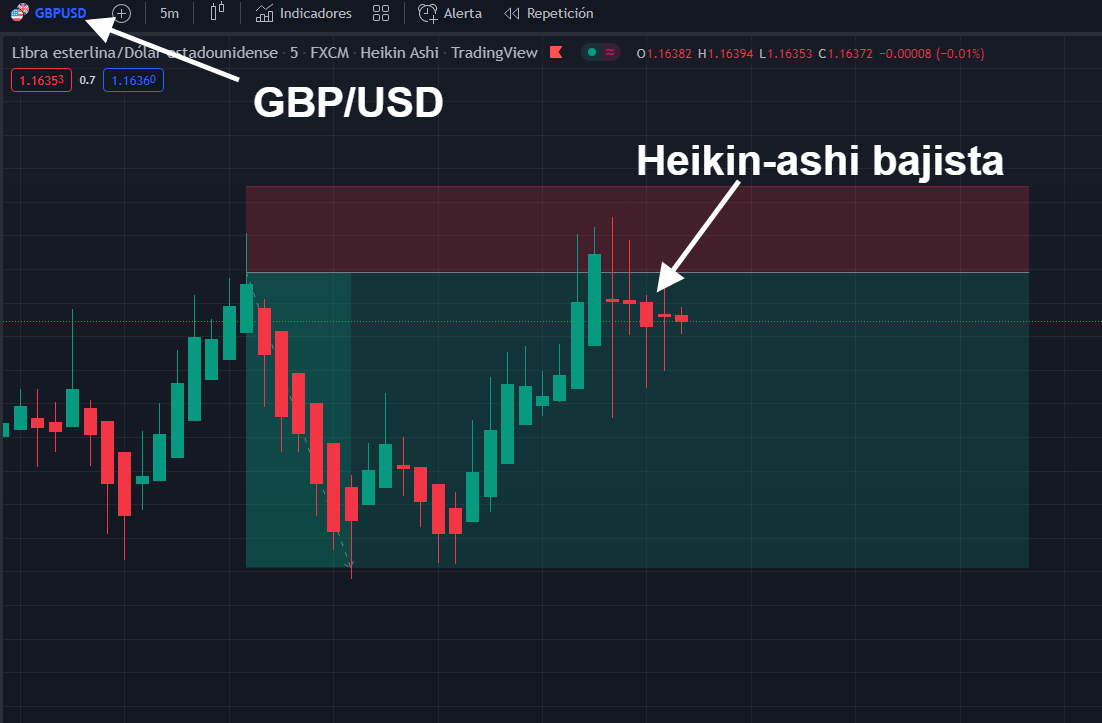 GBPUSD 5m Indicadores Alerta Repetición
Libra esterlina/Dólar estadounidense · 5 · FXCM · Heikin Ashi · TradingView O1.16382 H1.16394 L1.16353 C1.16372 −0.00008 (−0.01%)
1.16353 0.7 1.16360
GBP/USD
Heikin-ashi bajista